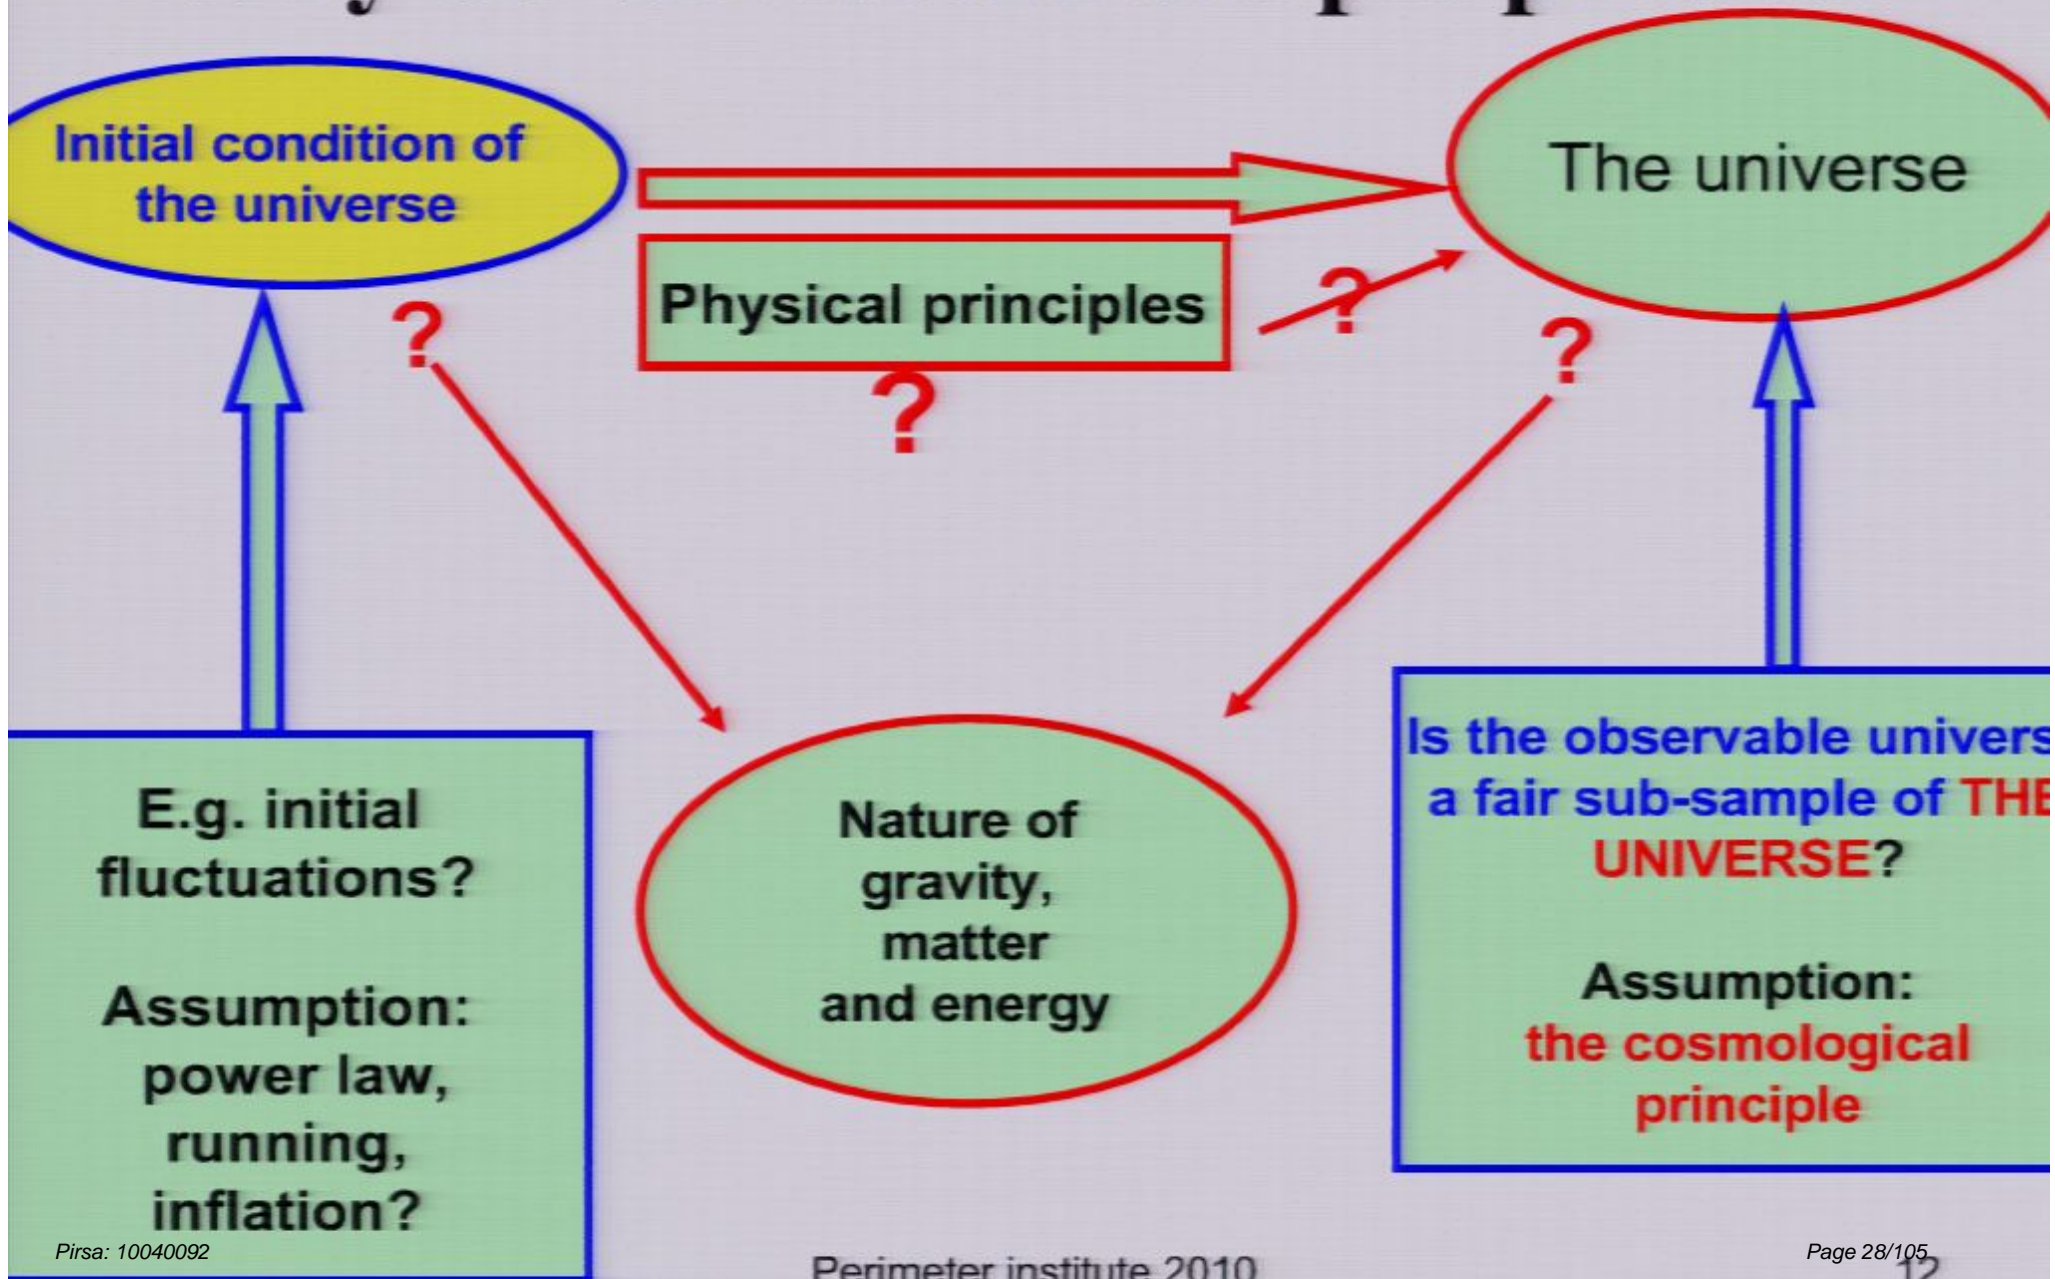 Initial condition of
the universe
The universe
Physical principles
?
?
?
?
E.g. initial
fluctuations?
Assumption:
power law,
running,
inflation?
Nature of
gravity,
matter
and energy
Is the observable univers
a fair sub-sample of THE
UNIVERSE?
Assumption:
the cosmological
principle
Pirsa: 10040092
Perimeter institute 2010
Page 28/105
12